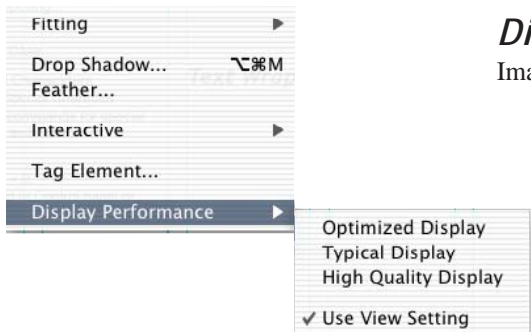 Fitting
Drop Shadow... ⌥⌘M
Feather...
Interactive
Tag Element...
Display Performance
Optimized Display
Typical Display
High Quality Display
✓ Use View Setting